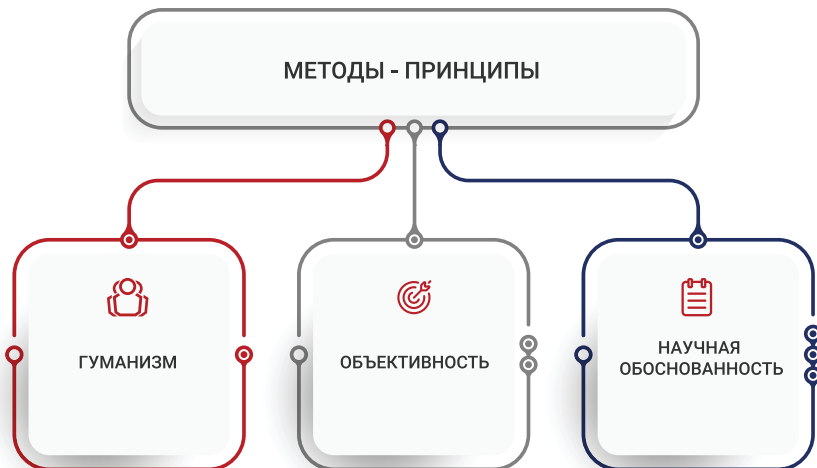 МЕТОДЫ - ПРИНЦИПЫ
ГУМАНИЗМ
ОБЪЕКТИВНОСТЬ
НАУЧНАЯ
ОБОСНОВАННОСТЬ